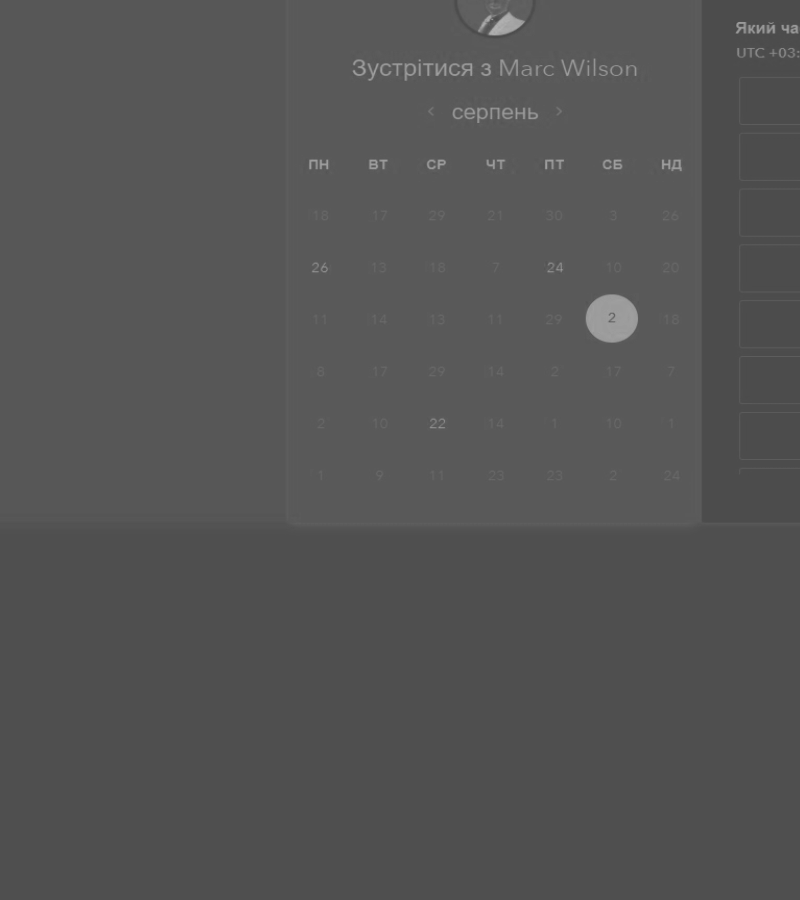 Який ча
UTC +03:
Зустрітися з Marc Wilson
< серпень >
ПН ВТ СР ЧТ ПТ СБ НД
18 17 29 21 30 3 26
26 13 18 7 24 10 20
11 14 13 11 29 2 18
8 17 29 14 2 17 7
2 10 22 14 1 10 1
1 9 11 23 23 2 24